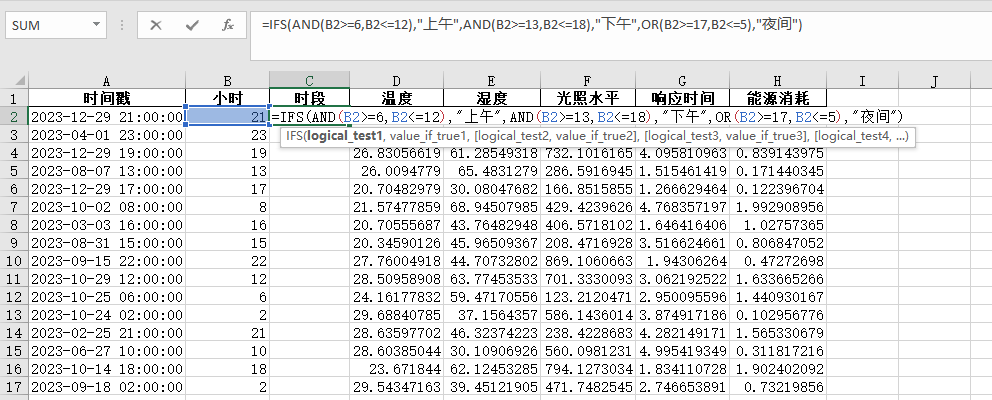 SUM fx =IFS(AND(B2>=6,B2<=12),"上午",AND(B2>=13,B2<=18),"下午",OR(B2>=17,B2<=5),"夜间")
A B C D E F G H I J
1 时间戳 小时 时段 温度 湿度 光照水平 响应时间 能源消耗
2 2023-12-29 21:00:00 21 =IFS(AND(B2>=6,B2<=12),"上午",AND(B2>=13,B2<=18),"下午",OR(B2>=17,B2<=5),"夜间")
3 2023-04-01 23:00:00 23
IFS(logical_test1, value_if_true1, [logical_test2, value_if_true2], [logical_test3, value_if_true3], [logical_test4, ...)
4 2023-12-29 19:00:00 19 26.83056619 61.28549318 732.1016165 4.095810963 0.839143975
5 2023-08-07 13:00:00 13 26.0094779 65.4831279 286.5916945 1.515461419 0.171440345
6 2023-12-29 17:00:00 17 20.70482979 30.08047682 166.8515855 1.266629464 0.122396704
7 2023-10-02 08:00:00 8 21.57477859 68.94507985 429.4239626 4.768357197 1.992908956
8 2023-03-03 16:00:00 16 20.70555687 43.76482948 406.5718102 1.646416406 1.02757365
9 2023-08-31 15:00:00 15 20.34590126 45.96509367 208.4716928 3.516624661 0.806847052
10 2023-09-15 22:00:00 22 27.76004918 44.70732802 869.1060663 1.94306264 0.47272698
11 2023-10-29 12:00:00 12 28.50958908 63.77453533 701.3330093 3.062192522 1.633665266
12 2023-10-25 06:00:00 6 24.16177832 59.47170556 123.2120471 2.950095596 1.440930167
13 2023-10-24 02:00:00 2 29.68840785 37.1564357 586.1436014 3.874917186 0.102956776
14 2023-02-25 21:00:00 21 28.63597702 46.32374223 238.4228683 4.282149171 1.565330679
15 2023-06-27 10:00:00 10 28.60385044 30.10906926 560.0981231 4.995419349 0.311817216
16 2023-10-14 18:00:00 18 23.671844 62.12453285 794.1273034 1.834110728 1.902402092
17 2023-09-18 02:00:00 2 29.54347163 39.45121905 471.7482545 2.746653891 0.73219856